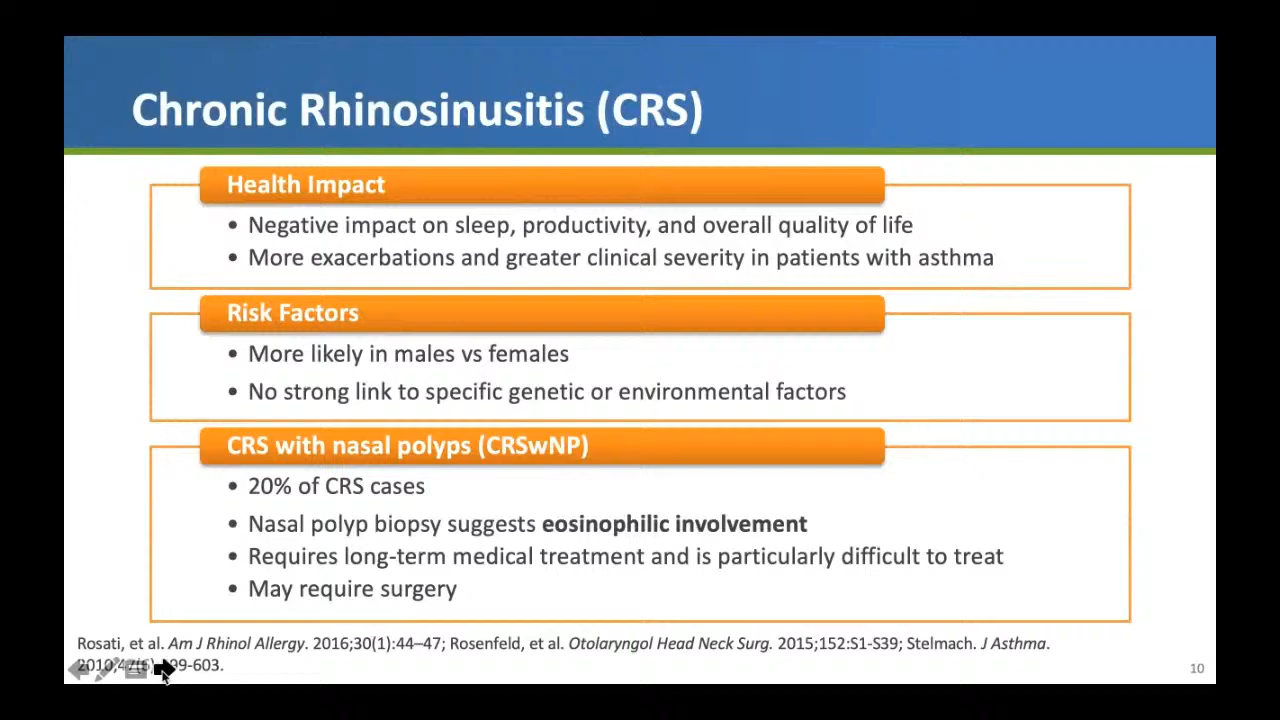 Chronic Rhinosinusitis (CRS)
Health Impact
• Negative impact on sleep, productivity, and overall quality of life
• More exacerbations and greater clinical severity in patients with asthma
Risk Factors
• More likely in males vs females
• No strong link to specific genetic or environmental factors
CRS with nasal polyps (CRSwNP)
• 20% of CRS cases
• Nasal polyp biopsy suggests eosinophilic involvement
• Requires long-term medical treatment and is particularly difficult to treat
• May require surgery
Rosati, et al. Am J Rhinol Allergy. 2016;30(1):44–47; Rosenfeld, et al. Otolaryngol Head Neck Surg. 2015;152:S1-S39; Stelmach. J Asthma.
99-603.
10